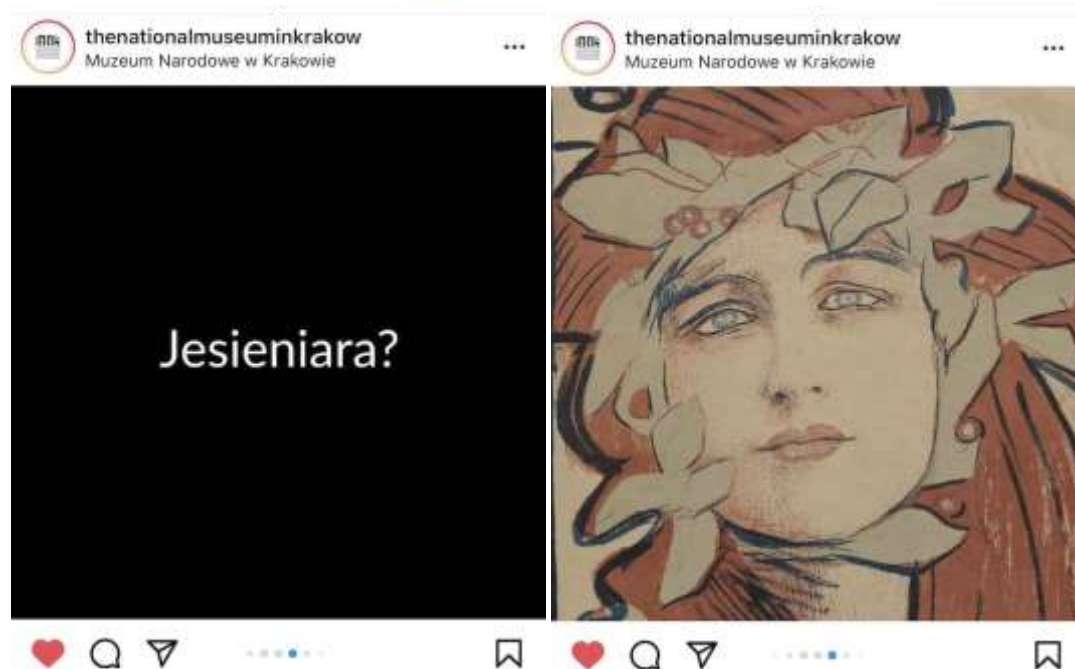 thenationalmuseuminkrakow
Muzeum Narodowe w Krakowie
Jesieniara?
thenationalmuseuminkrakow
Muzeum Narodowe w Krakowie